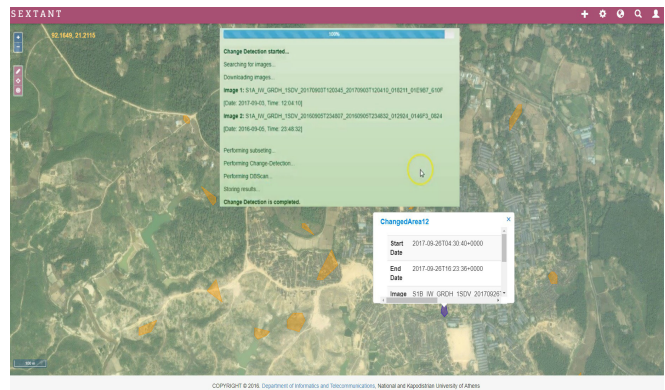 SEXTANT
92.1649, 21.2115
100%
Change Detection started...
Searching for images...
Downloading images...
Image 1: S1A_IW_GRDH_1SDV_20170903T120345_20170903T120410_018211_01E9B7_610F
[Date: 2017-09-03, Time: 12:04:10]
Image 2: S1A_IW_GRDH_1SDV_20160905T234807_20160905T234832_012924_0146F3_0824
[Date: 2016-09-05, Time: 23:48:32]
Performing subseting...
Performing Change-Detection...
Performing DBScan...
Storing results...
Change Detection is completed.
ChangedArea12
×
Start Date 2017-09-26T04:30:40+0000
End Date 2017-09-26T16:23:36+0000
Image S1B_IW_GRDH_1SDV_20170926T
COPYRIGHT © 2016. Department of Informatics and Telecommunications, National and Kapodistrian University of Athens